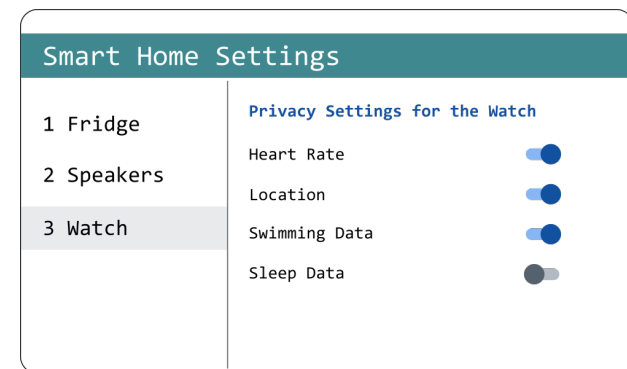 Smart Home Settings
1 Fridge
2 Speakers
3 Watch
Privacy Settings for the Watch
Heart Rate
Location
Swimming Data
Sleep Data